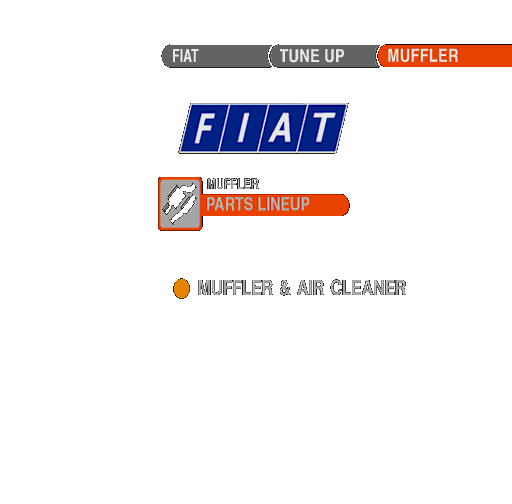 FIAT TUNE UP MUFFLER
FIAT
MUFFLER
PARTS LINEUP
MUFFLER & AIR CLEANER